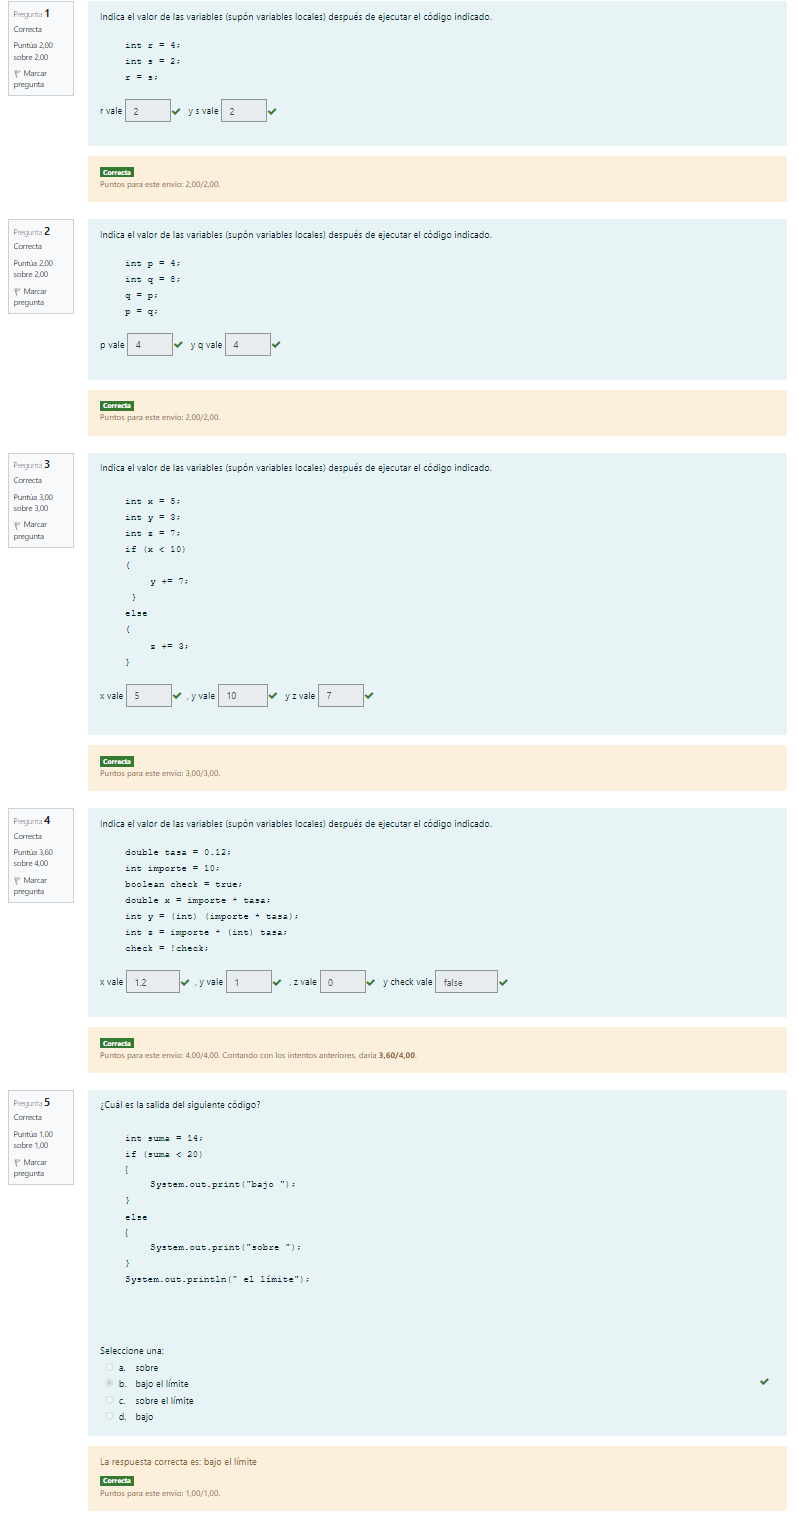 Pregunta 1
Correcta
Puntúa 2,00
sobre 2,00
Marcar
pregunta
Indica el valor de las variables (supón variables locales) después de ejecutar el código indicado.
int r = 4;
int s = 2;
r = s;
r vale 2 y s vale 2
Correcta
Puntos para este envío: 2,00/2,00.
Pregunta 2
Correcta
Puntúa 2,00
sobre 2,00
Marcar
pregunta
Indica el valor de las variables (supón variables locales) después de ejecutar el código indicado.
int p = 4;
int q = 8;
q = p;
p = q;
p vale 4 y q vale 4
Correcta
Puntos para este envío: 2,00/2,00.
Pregunta 3
Correcta
Puntúa 3,00
sobre 3,00
Marcar
pregunta
Indica el valor de las variables (supón variables locales) después de ejecutar el código indicado.
int x = 5;
int y = 3;
int z = 7;
if (x < 10)
{
y += 7;
}
else
{
z += 3;
}
x vale 5 , y vale 10 y z vale 7
Correcta
Puntos para este envío: 3,00/3,00.
Pregunta 4
Correcta
Puntúa 3,60
sobre 4,00
Marcar
pregunta
Indica el valor de las variables (supón variables locales) después de ejecutar el código indicado.
double tasa = 0.12;
int importe = 10;
boolean check = true;
double x = importe * tasa;
int y = (int) (importe * tasa);
int z = importe * (int) tasa;
check = !check;
x vale 1.2 , y vale 1 , z vale 0 y check vale false
Correcta
Puntos para este envío: 4,00/4,00. Contando con los intentos anteriores, daría 3,60/4,00.
Pregunta 5
Correcta
Puntúa 1,00
sobre 1,00
Marcar
pregunta
¿Cuál es la salida del siguiente código?
int suma = 14;
if (suma < 20)
{
System.out.print("bajo ");
}
else
{
System.out.print("sobre ");
}
System.out.println(" el límite");
Seleccione una:
a. sobre
b. bajo el límite
c. sobre el límite
d. bajo
La respuesta correcta es: bajo el límite
Correcta
Puntos para este envío: 1,00/1,00.